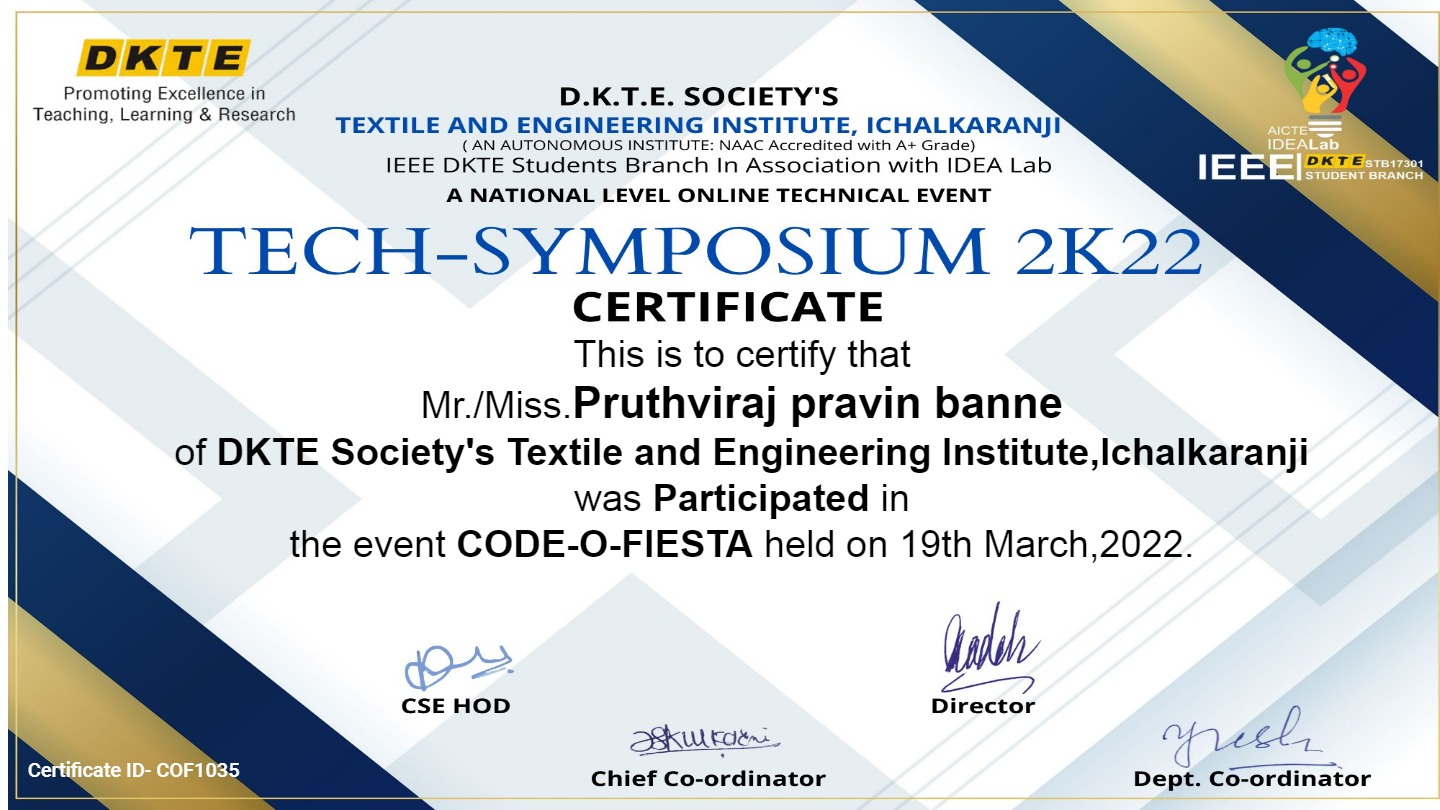 DKTE
Promoting Excellence in
Teaching, Learning & Research
D.K.T.E. SOCIETY'S
TEXTILE AND ENGINEERING INSTITUTE, ICHALKARANJI
( AN AUTONOMOUS INSTITUTE: NAAC Accredited with A+ Grade)
IEEE DKTE Students Branch In Association with IDEA Lab
A NATIONAL LEVEL ONLINE TECHNICAL EVENT
AICTE
IDEALab
IEEE DKTE STB17301
STUDENT BRANCH
TECH-SYMPOSIUM 2K22
CERTIFICATE
This is to certify that
Mr./Miss.Pruthviraj pravin banne
of DKTE Society's Textile and Engineering Institute,Ichalkaranji
was Participated in
the event CODE-O-FIESTA held on 19th March,2022.
CSE HOD
Director
Chief Co-ordinator
Dept. Co-ordinator
Certificate ID- COF1035